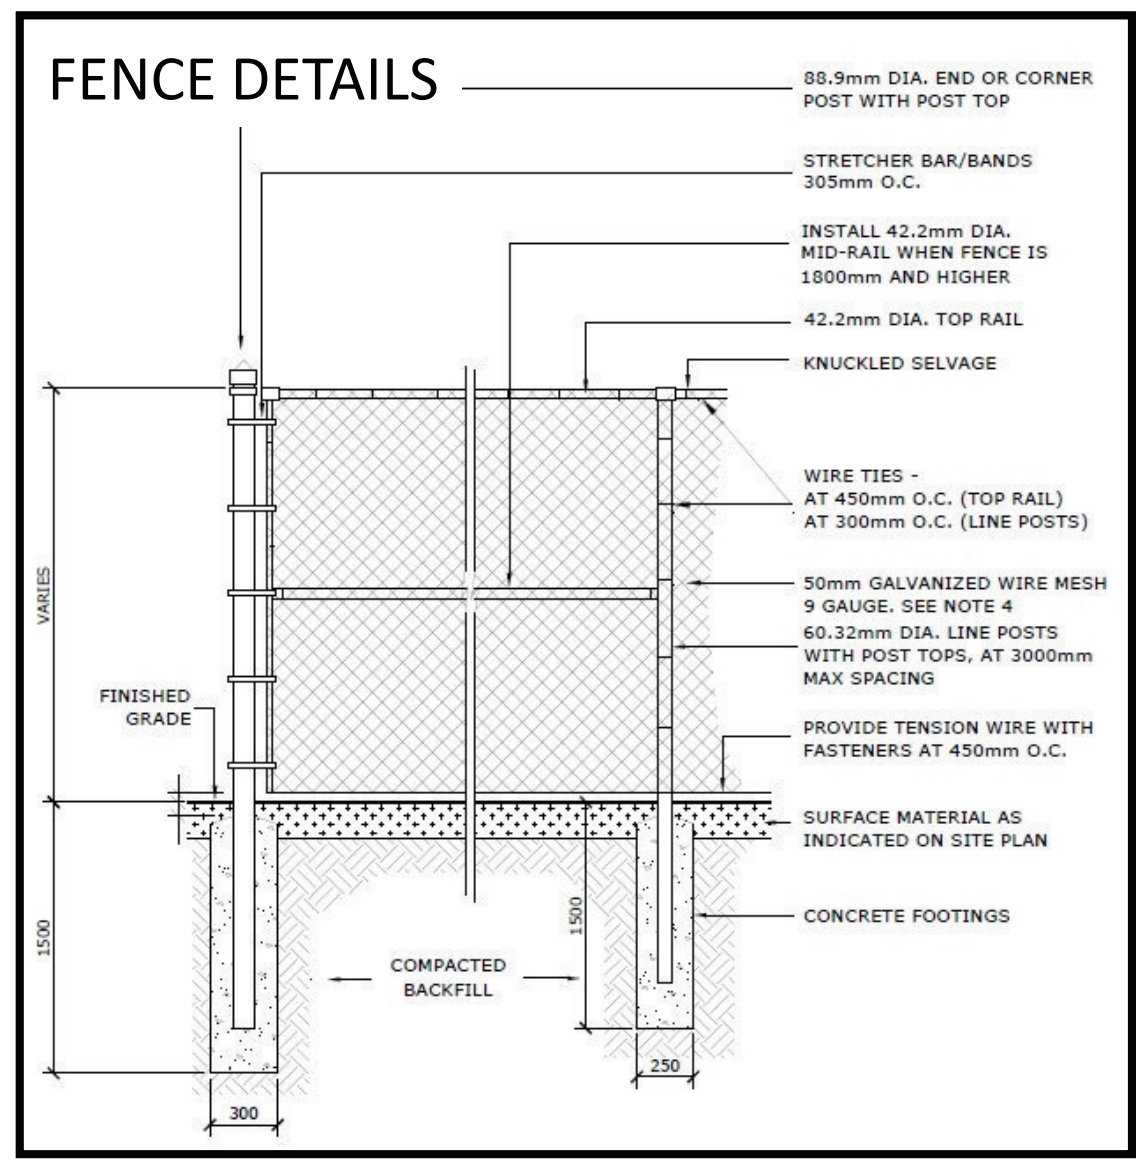 FENCE DETAILS
88.9mm DIA. END OR CORNER
POST WITH POST TOP
STRETCHER BAR/BANDS
305mm O.C.
INSTALL 42.2mm DIA.
MID-RAIL WHEN FENCE IS
1800mm AND HIGHER
42.2mm DIA. TOP RAIL
KNUCKLED SELVAGE
WIRE TIES -
AT 450mm O.C. (TOP RAIL)
AT 300mm O.C. (LINE POSTS)
50mm GALVANIZED WIRE MESH
9 GAUGE. SEE NOTE 4
60.32mm DIA. LINE POSTS
WITH POST TOPS, AT 3000mm
MAX SPACING
VARIES
FINISHED
GRADE
PROVIDE TENSION WIRE WITH
FASTENERS AT 450mm O.C.
SURFACE MATERIAL AS
INDICATED ON SITE PLAN
1500
1500
CONCRETE FOOTINGS
COMPACTED
BACKFILL
250
300